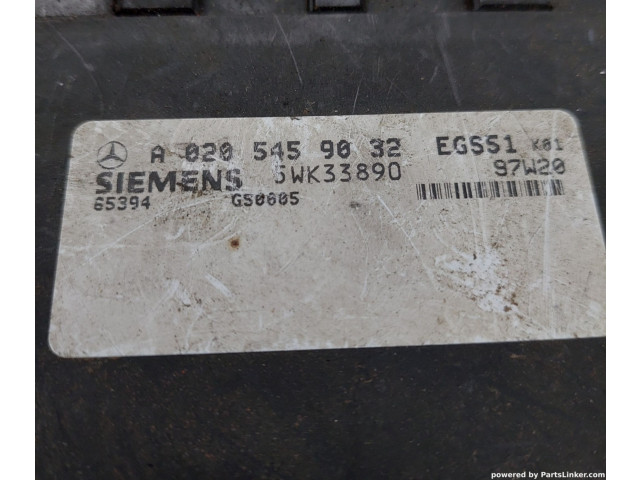 A 020 545 90 32 EGS51 K01
SIEMENS 5WK33890 97W20
65394 GS0605
powered by PartsLinker.com